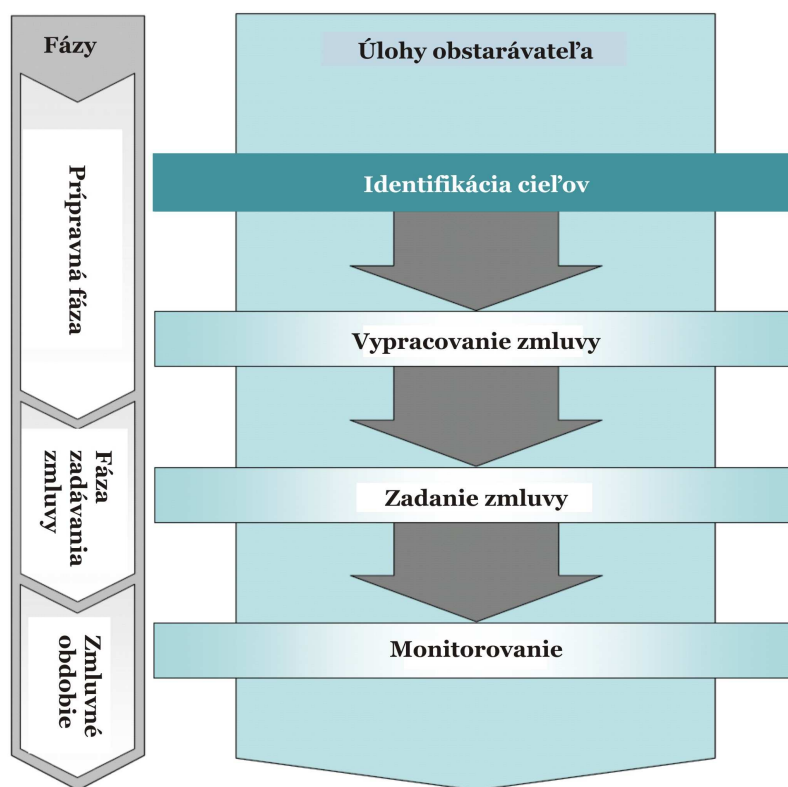 Fázy
Úlohy obstarávateľa
Prípravná fáza
Identifikácia cieľov
Vypracovanie zmluvy
Fáza
zadávania
zmluvy
Zadanie zmluvy
Zmluvné
obdobie
Monitorovanie